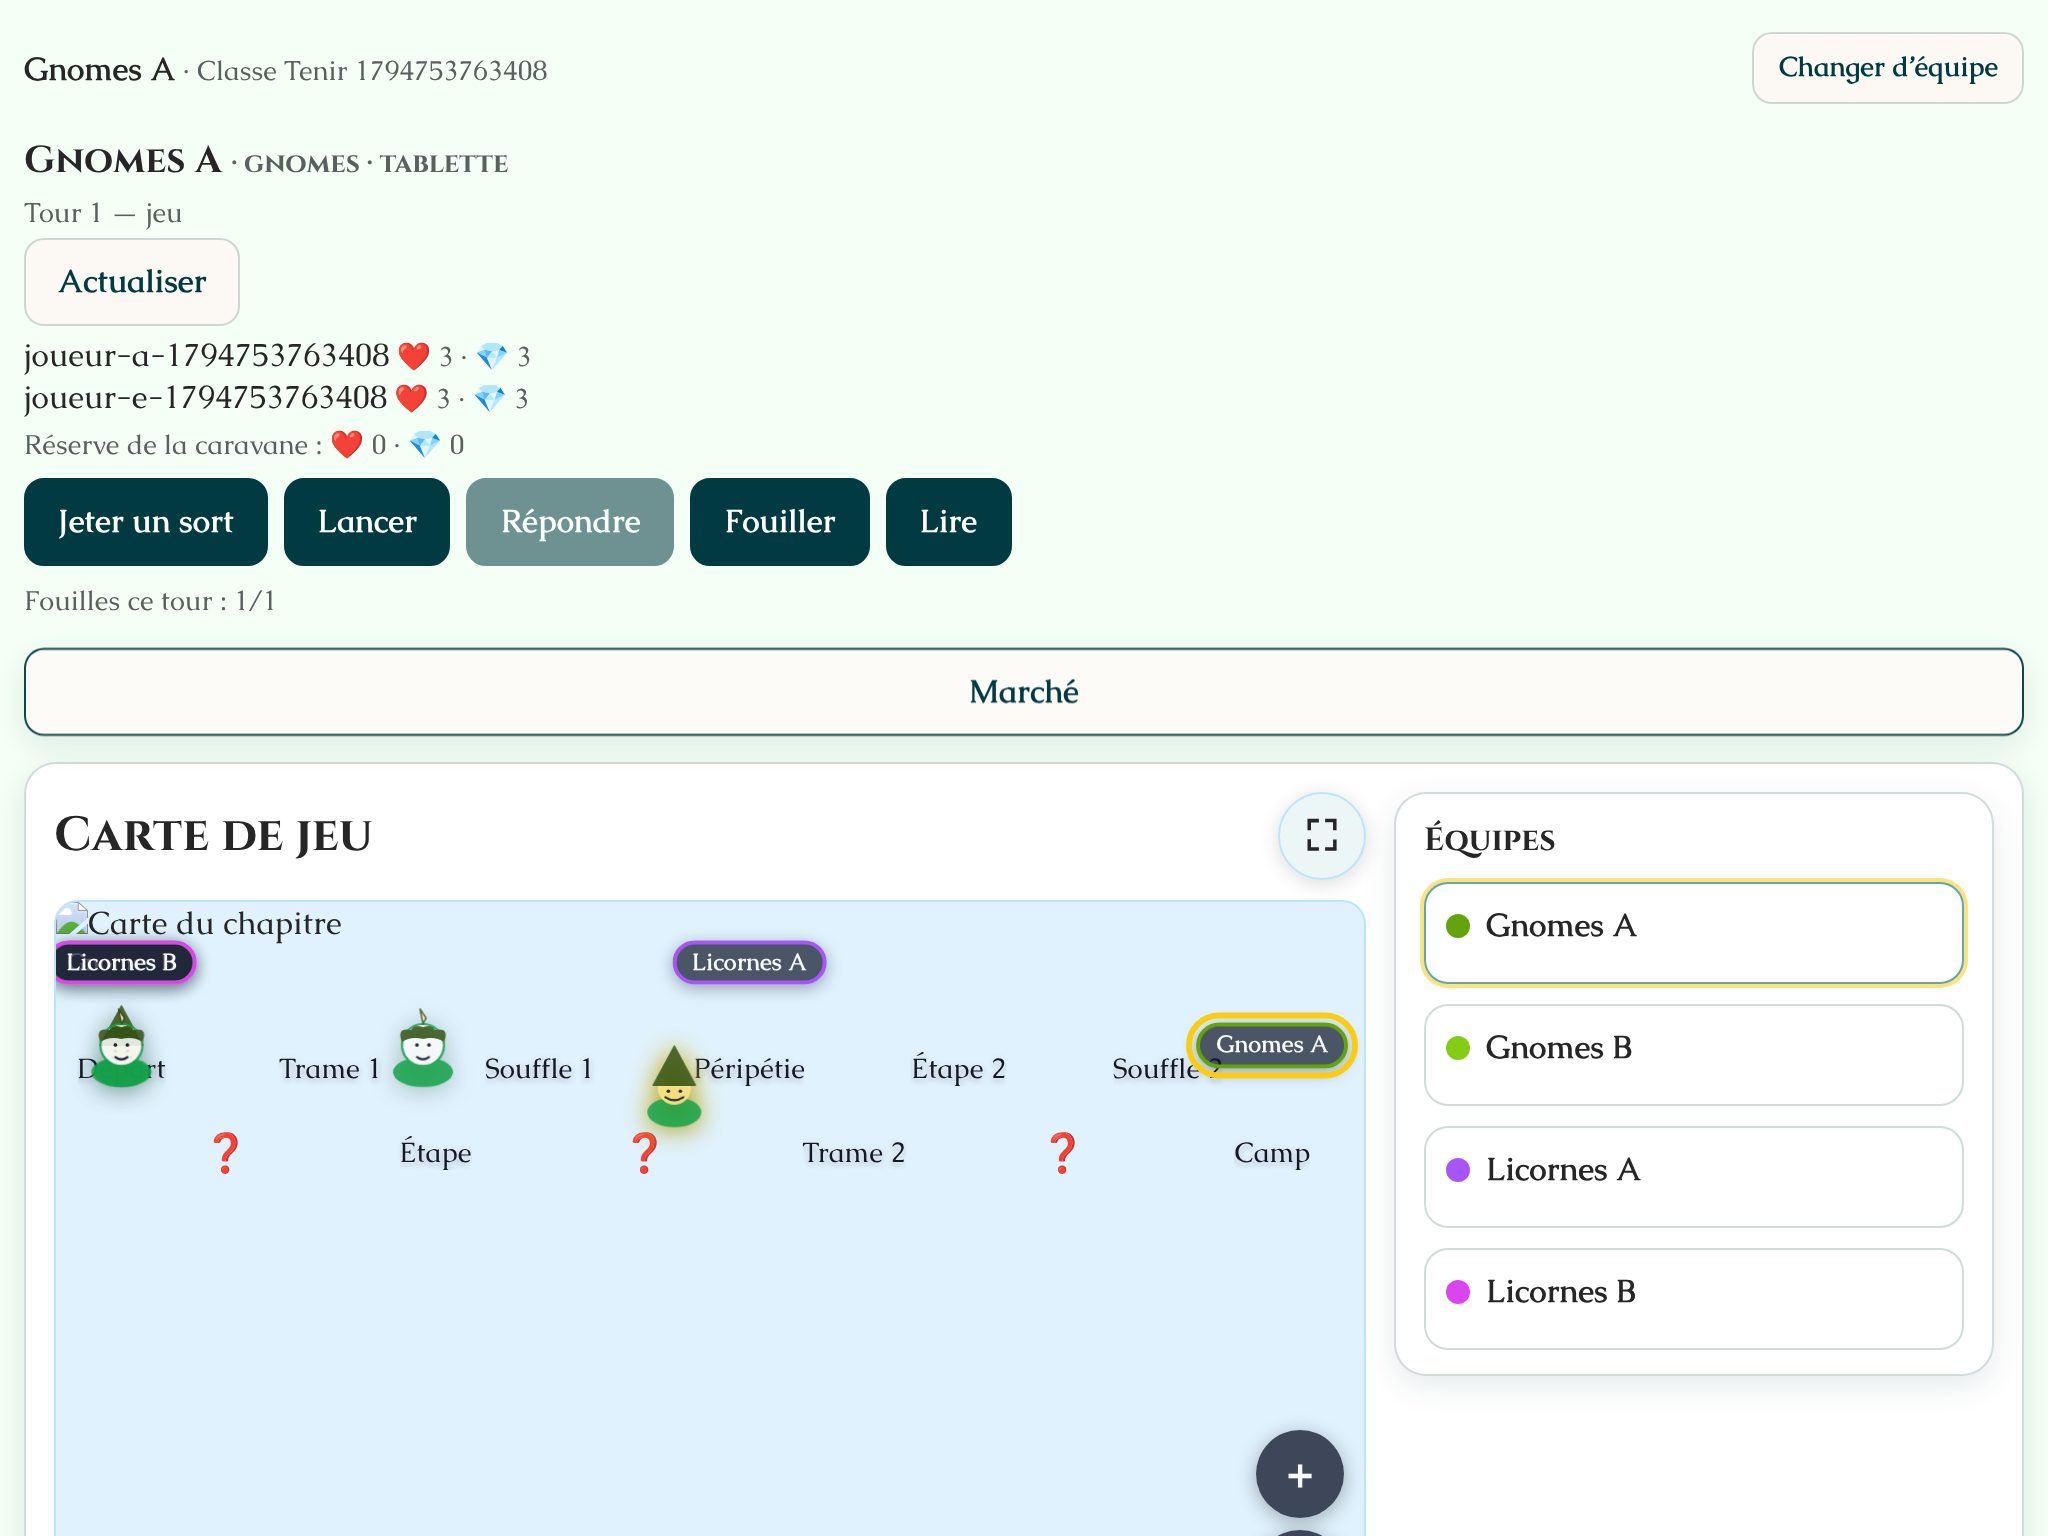 Gnomes A · Classe Tenir 1794753763408
Changer d’équipe
Gnomes A · gnomes · tablette
Tour 1 — jeu
Actualiser
joueur-a-1794753763408 ❤️ 3 · 💎 3
joueur-e-1794753763408 ❤️ 3 · 💎 3
Réserve de la caravane : ❤️ 0 · 💎 0
Jeter un sort
Lancer
Répondre
Fouiller
Lire
Fouilles ce tour : 1/1
Marché
Carte de jeu
Carte du chapitre
Licornes B
Licornes A
Gnomes A
Trame 1
Souffle 1
Péripétie
Étape 2
Souffle 2
❓
Étape
❓
Trame 2
❓
Camp
+
Équipes
Gnomes A
Gnomes B
Licornes A
Licornes B